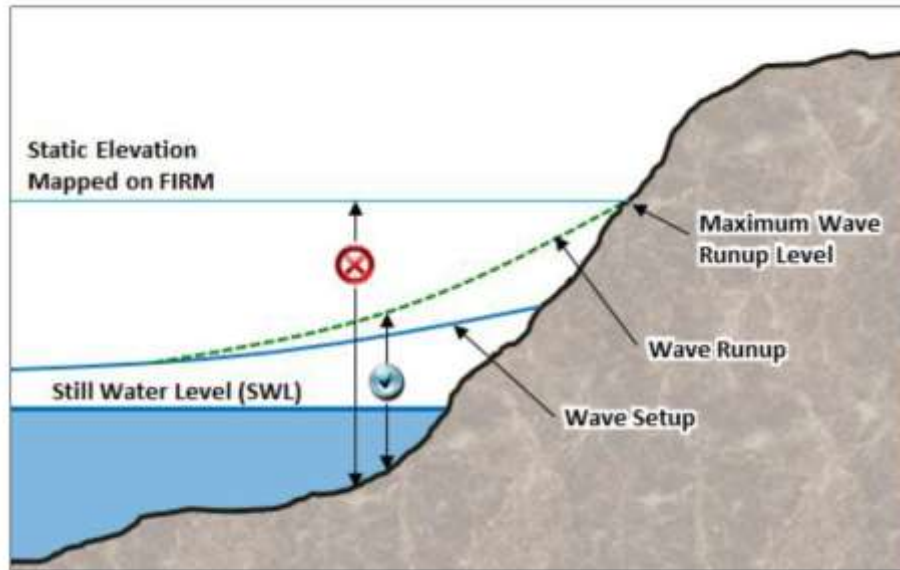 Static Elevation
Mapped on FIRM
Maximum Wave
Runup Level
Wave Runup
Still Water Level (SWL)
Wave Setup